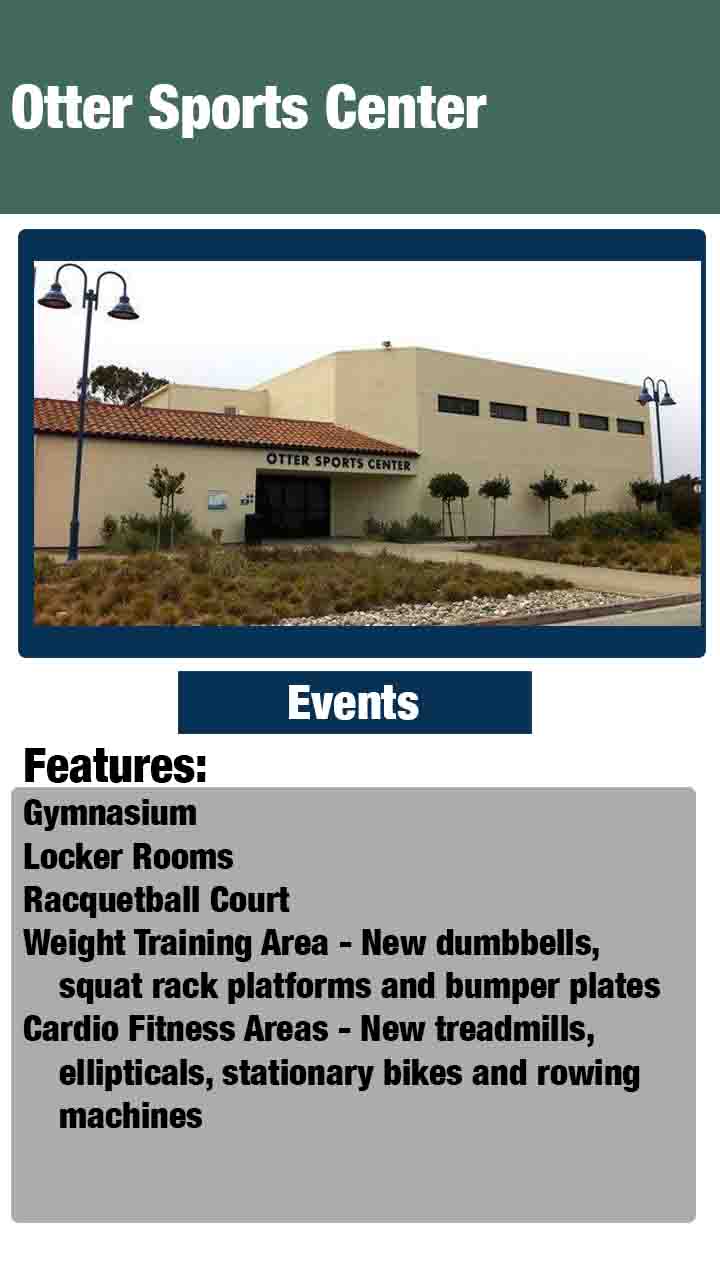 Otter Sports Center
OTTER SPORTS CENTER
Events
Features:
Gymnasium
Locker Rooms
Racquetball Court
Weight Training Area - New dumbbells,
squat rack platforms and bumper plates
Cardio Fitness Areas - New treadmills,
ellipticals, stationary bikes and rowing
machines